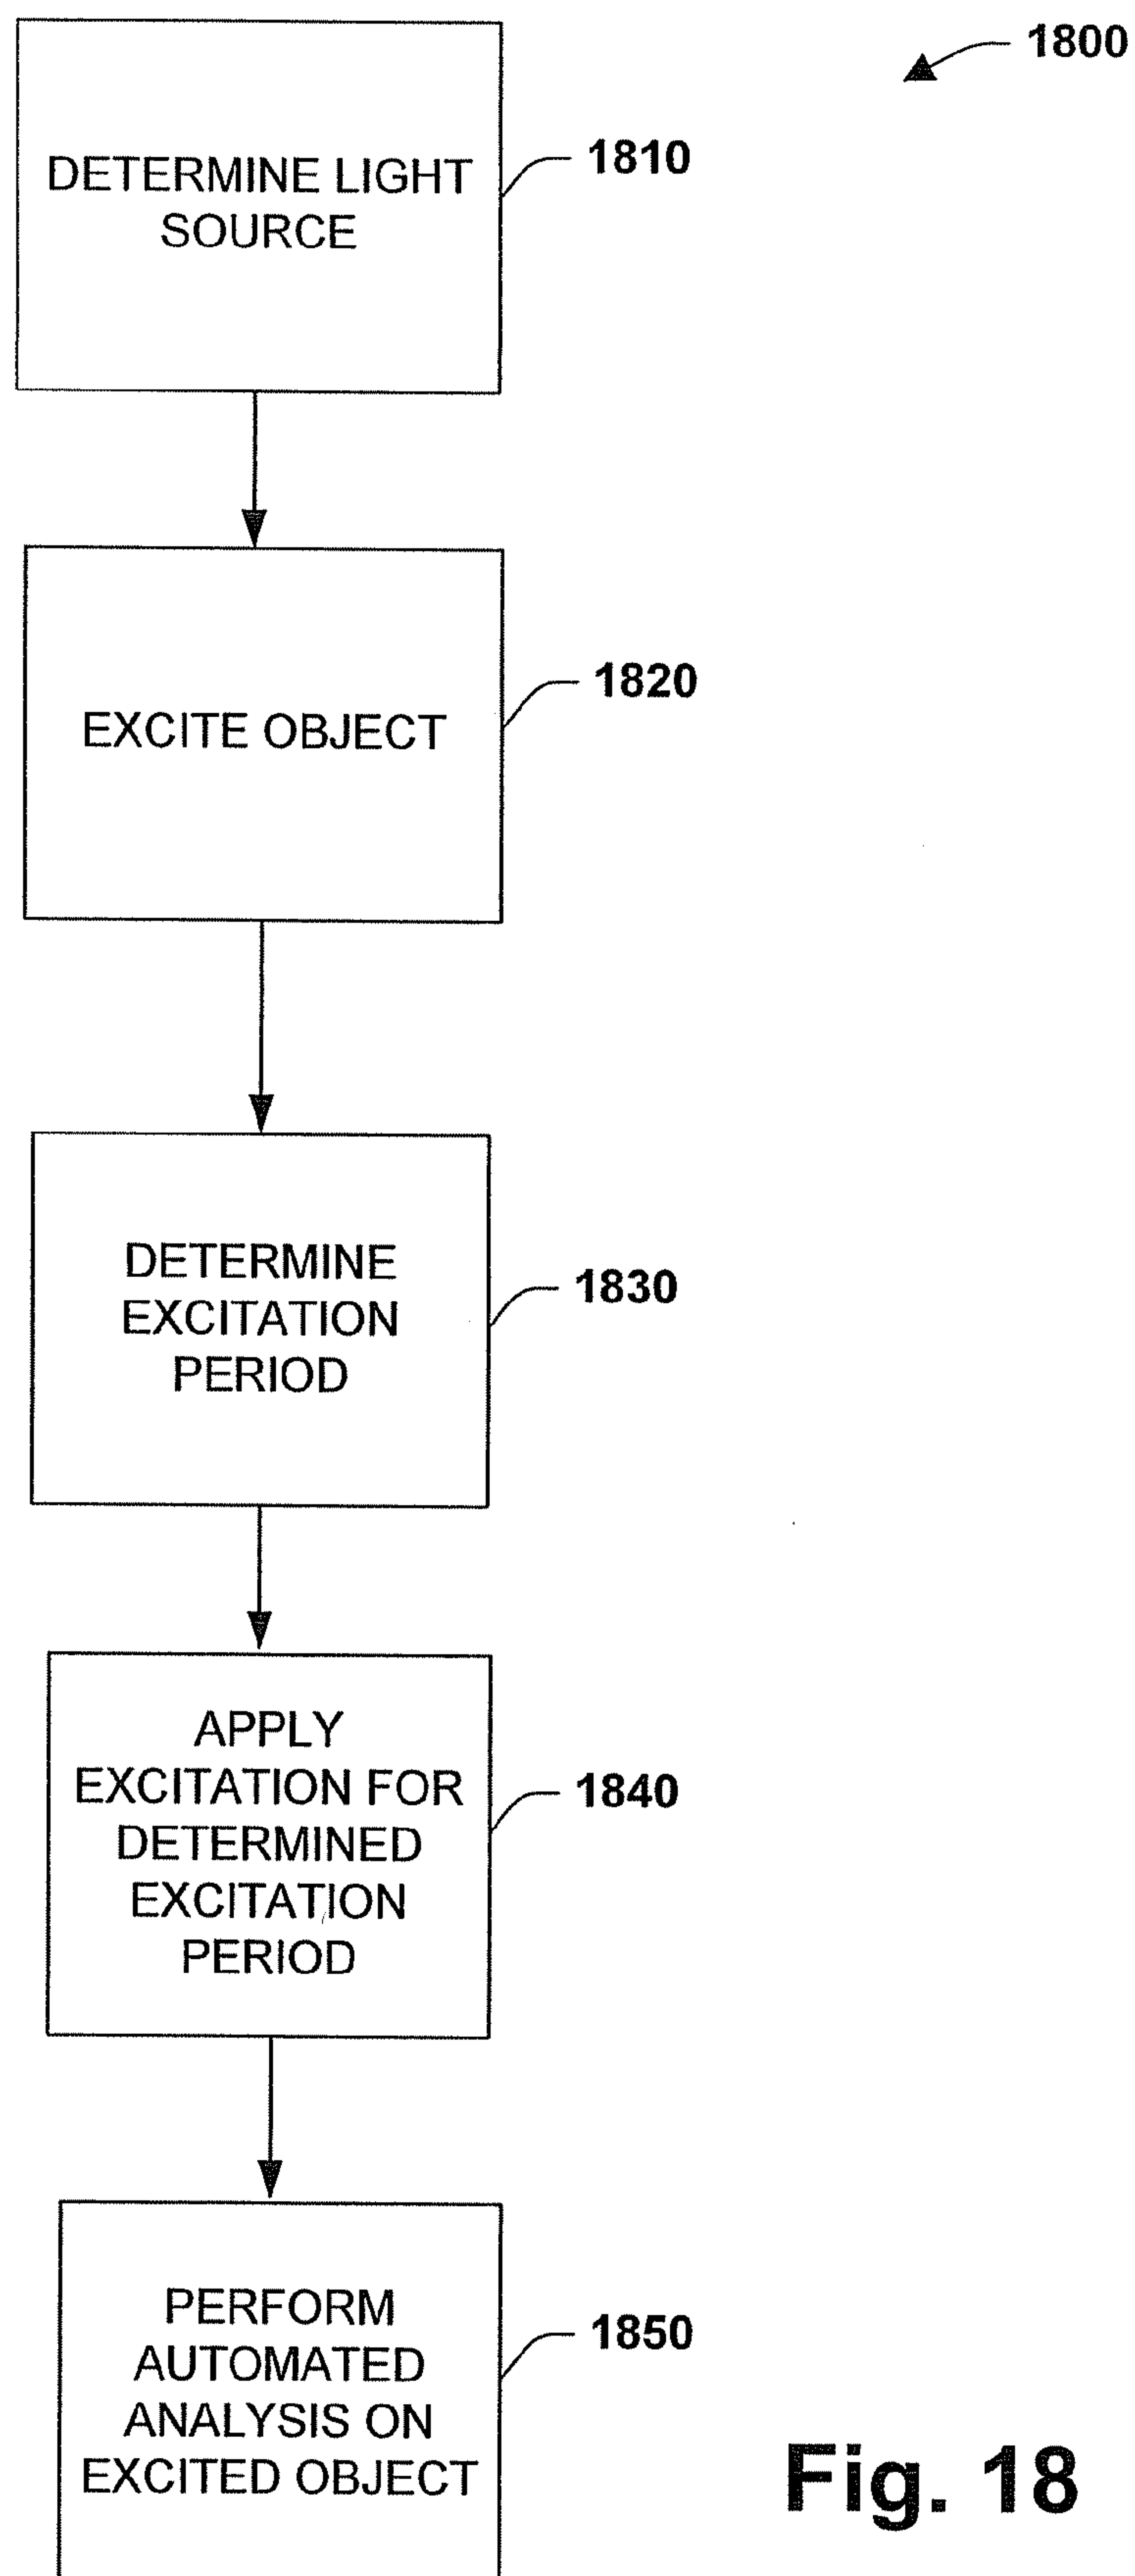 1800
DETERMINE LIGHT
SOURCE
1810
EXCITE OBJECT
1820
DETERMINE
EXCITATION
PERIOD
1830
APPLY
EXCITATION FOR
DETERMINED
EXCITATION
PERIOD
1840
PERFORM
AUTOMATED
ANALYSIS ON
EXCITED OBJECT
1850
Fig. 18